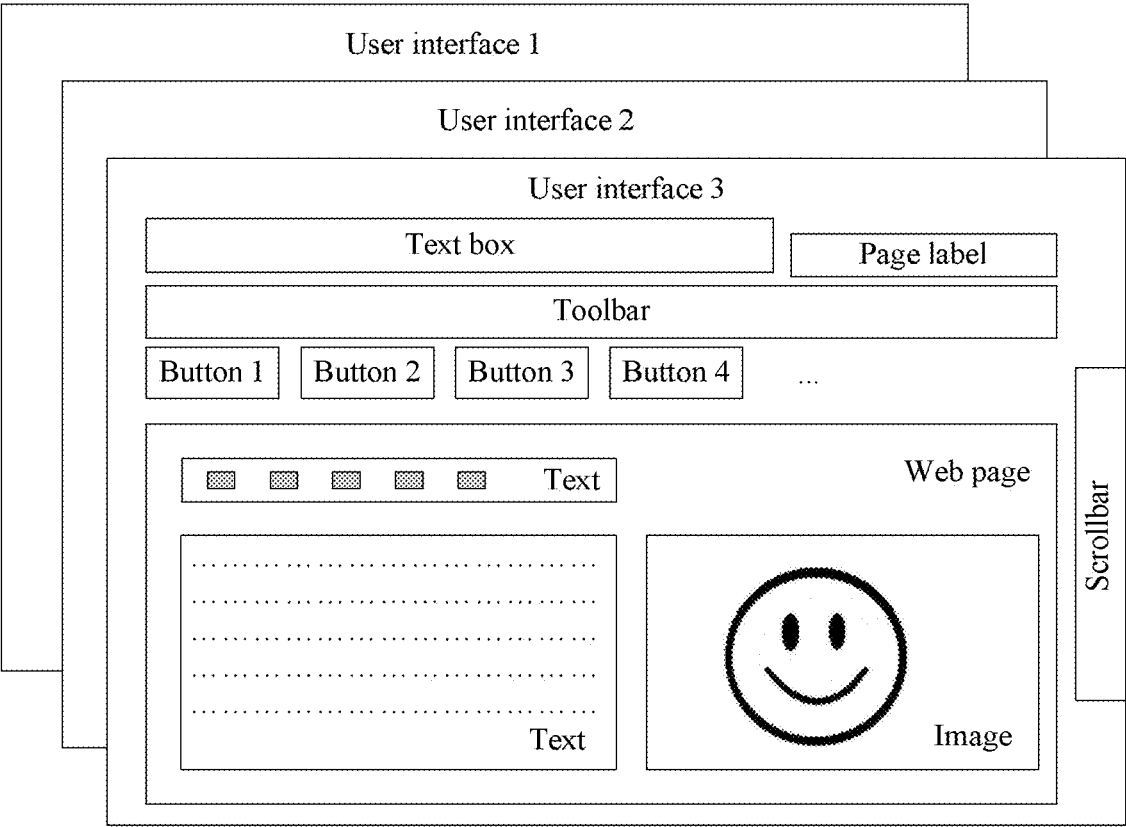 User interface 1
User interface 2
User interface 3
Text box
Page label
Toolbar
Button 1 Button 2 Button 3 Button 4 ...
Text
Web page
Scrollbar
Text
Image